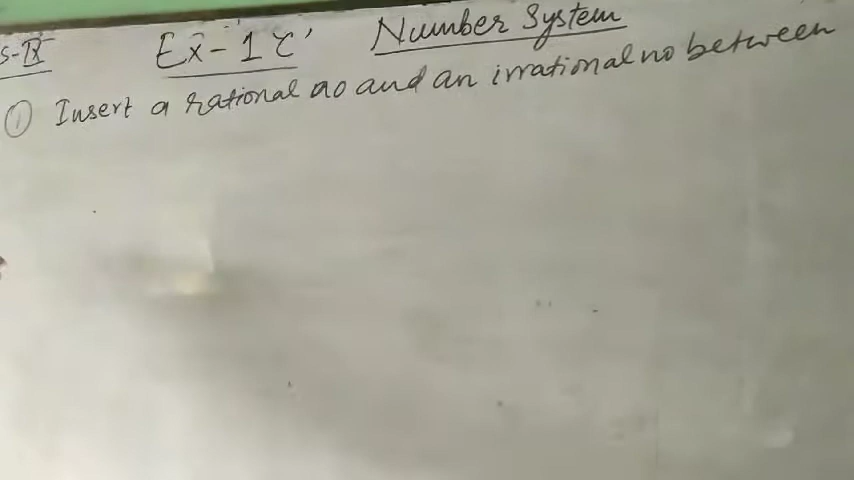 s-IX Ex-1 C' Number System
① Insert a rational no and an irrational no between